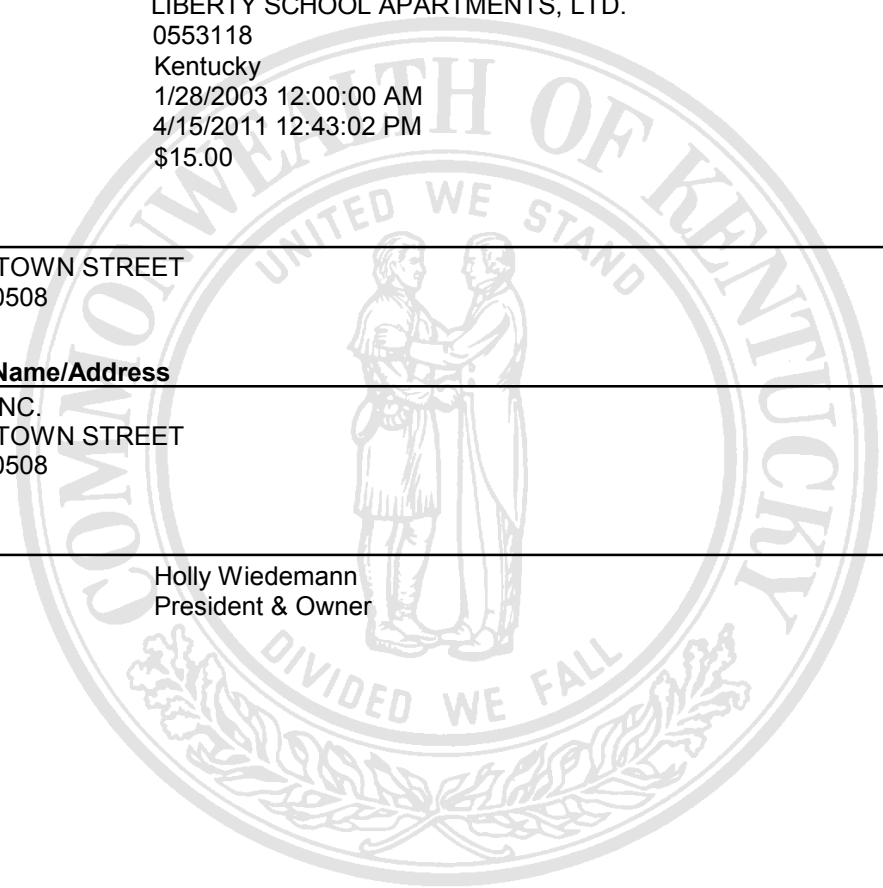 LIBERTY SCHOOL APARTMENTS, LTD.
0553118
Kentucky
1/28/2003 12:00:00 AM
4/15/2011 12:43:02 PM
$15.00
TOWN STREET
0508
Name/Address
NC.
TOWN STREET
0508
Holly Wiedemann
President & Owner
COMMONWEALTH OF KENTUCKY
UNITED WE STAND
DIVIDED WE FALL